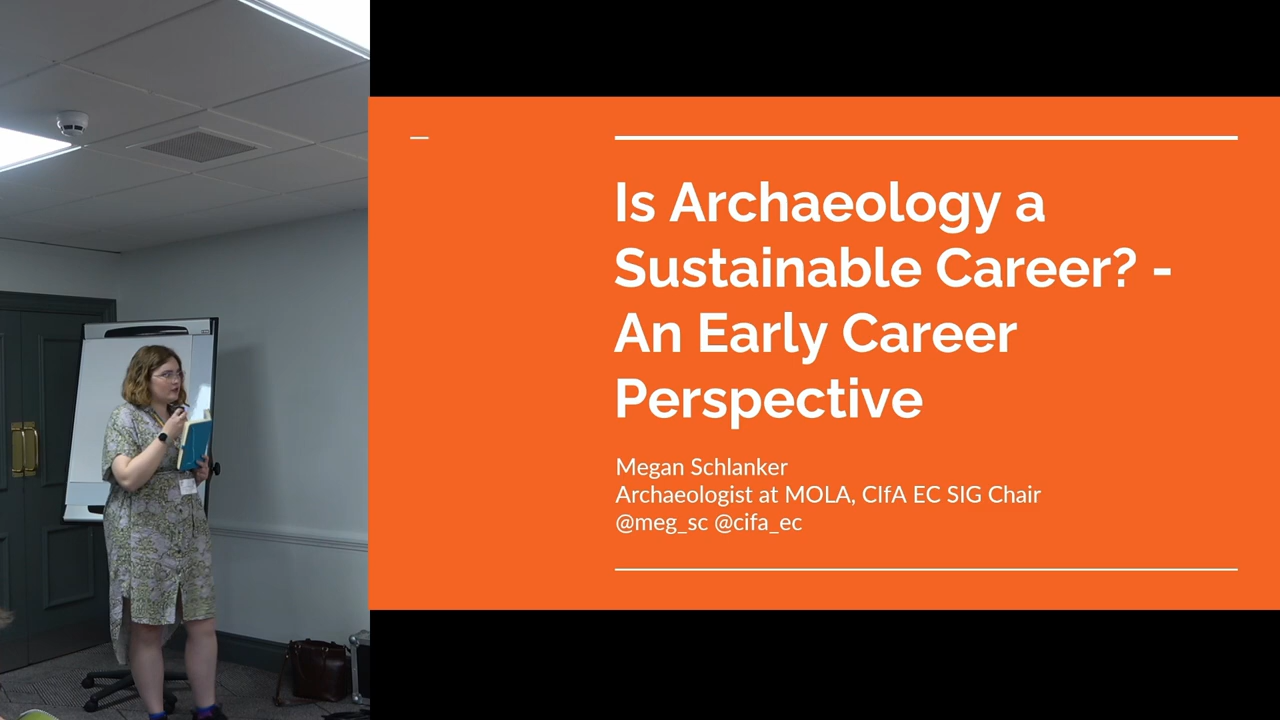 Is Archaeology a
Sustainable Career? -
An Early Career
Perspective
Megan Schlanker
Archaeologist at MOLA, CIfA EC SIG Chair
@meg_sc @cifa_ec